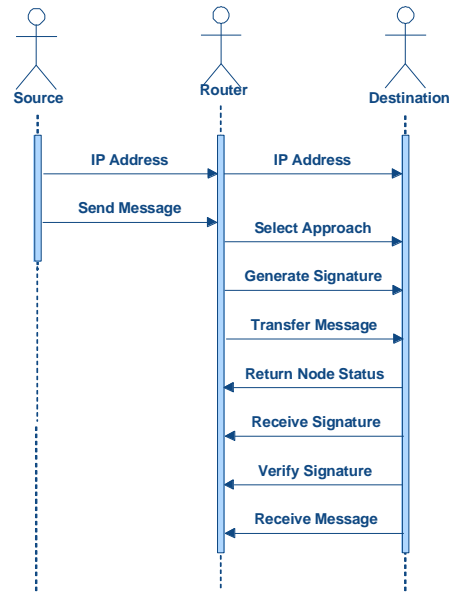 Source
Router
Destination
IP Address
IP Address
Send Message
Select Approach
Generate Signature
Transfer Message
Return Node Status
Receive Signature
Verify Signature
Receive Message